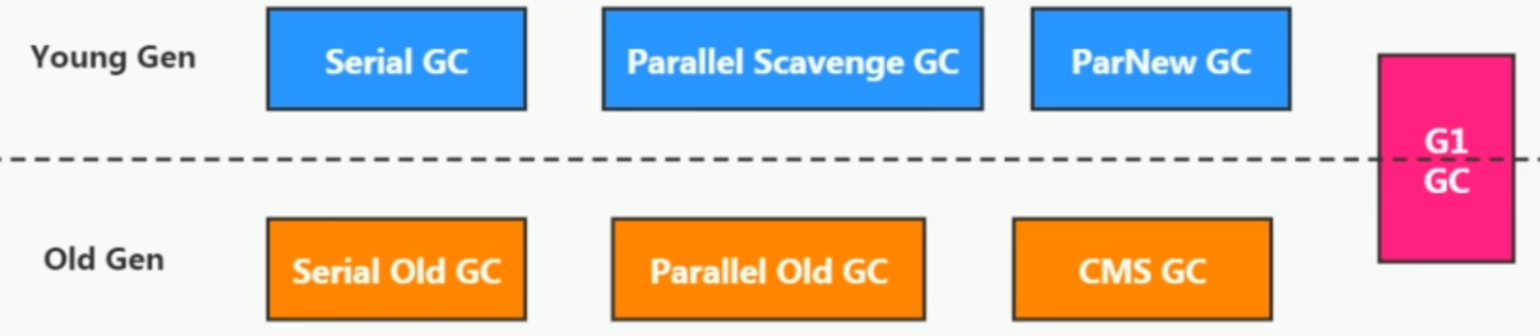 Young Gen
Serial GC
Parallel Scavenge GC
ParNew GC
G1
GC
Old Gen
Serial Old GC
Parallel Old GC
CMS GC